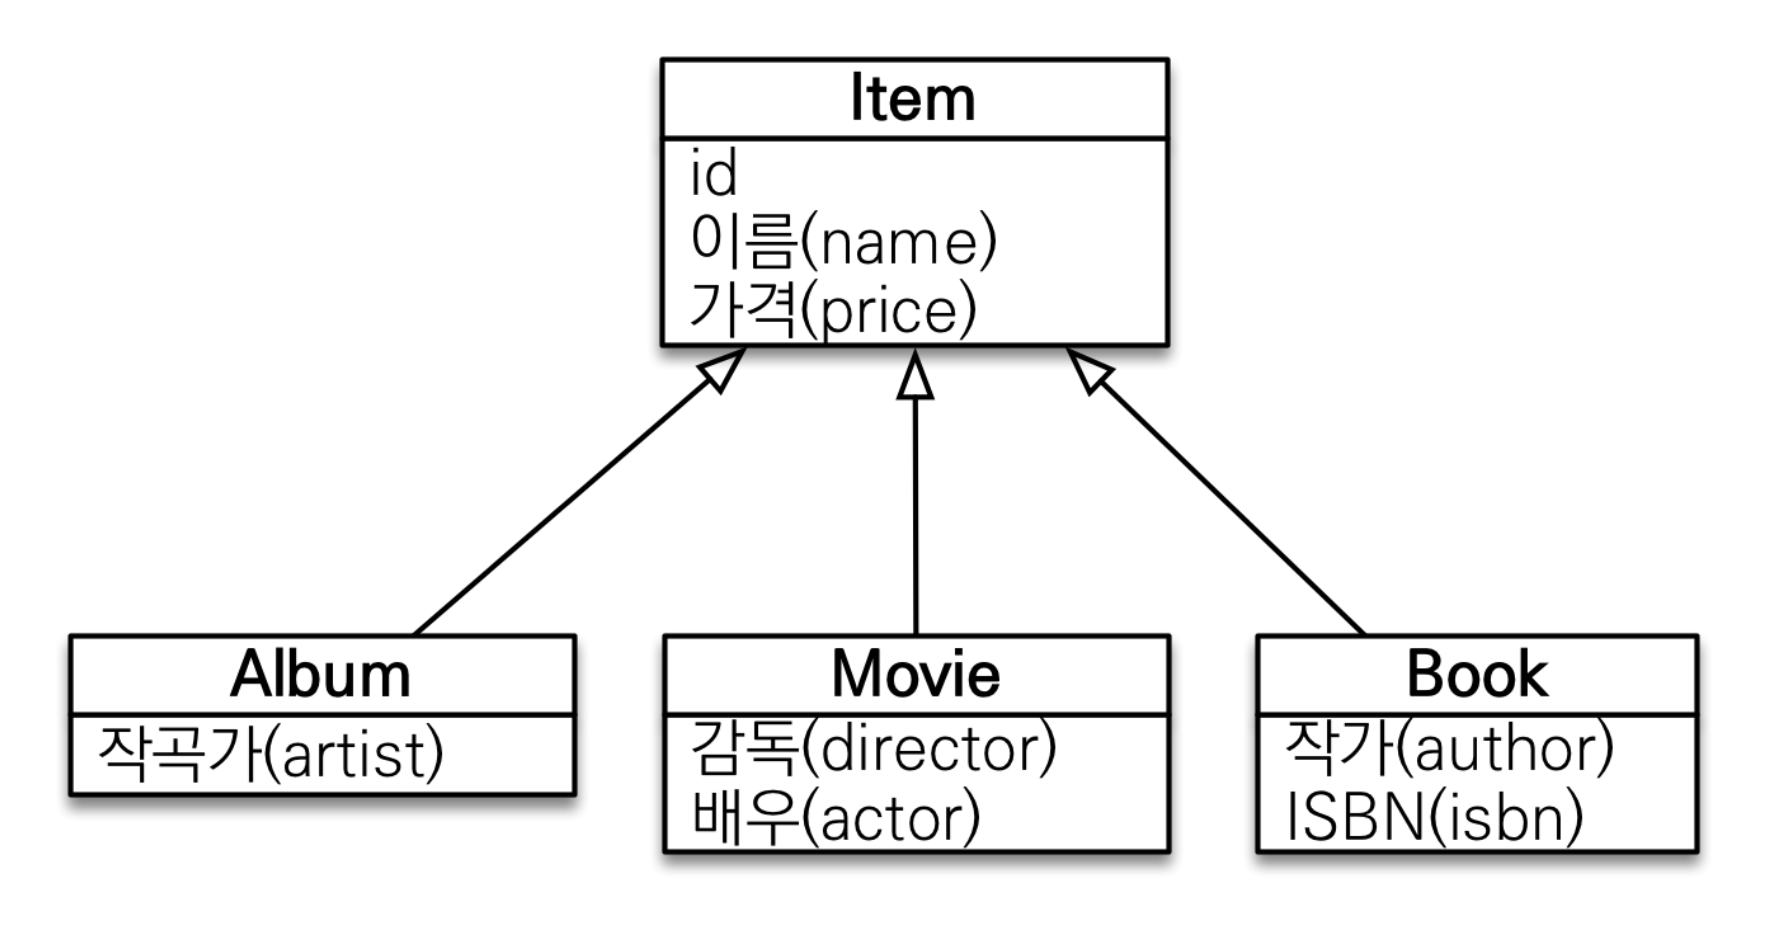 Item
id
이름(name)
가격(price)
Album
작곡가(artist)
Movie
감독(director)
배우(actor)
Book
작가(author)
ISBN(isbn)